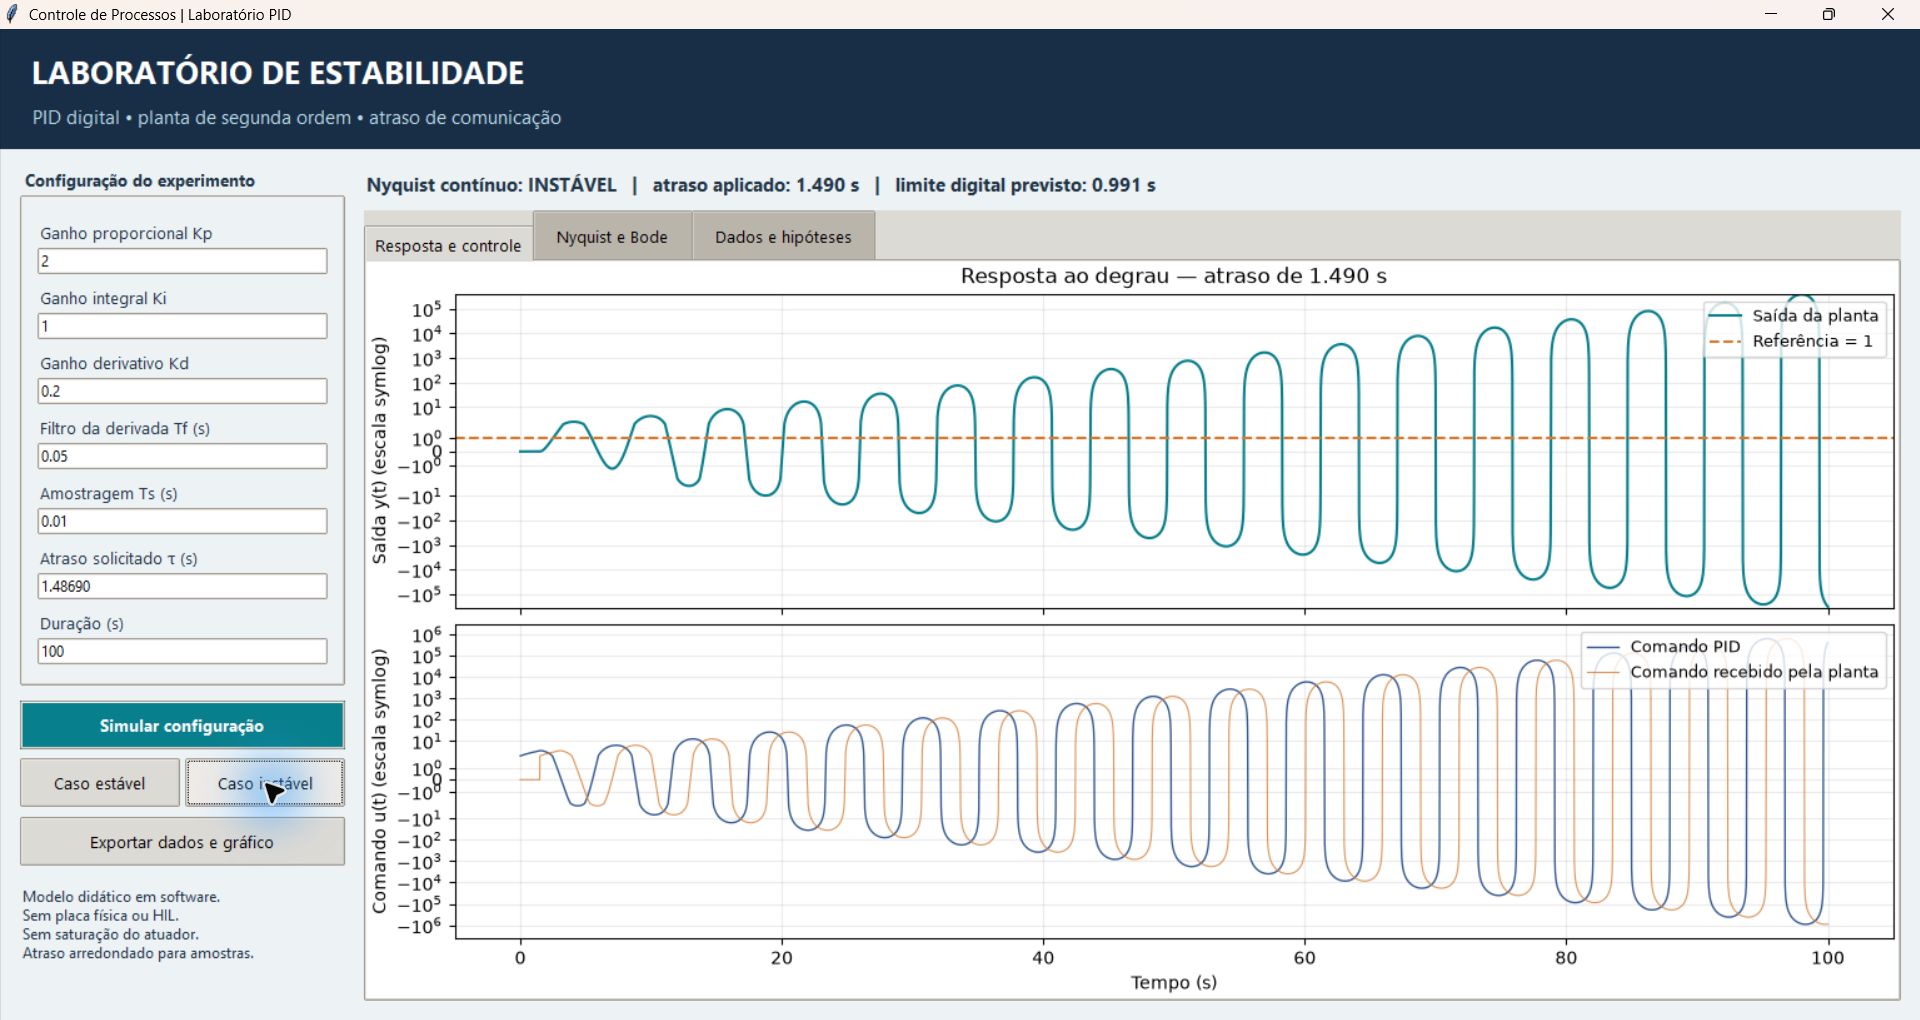 Controle de Processos | Laboratório PID
LABORATÓRIO DE ESTABILIDADE
PID digital • planta de segunda ordem • atraso de comunicação
Configuração do experimento
Ganho proporcional Kp
2
Ganho integral Ki
1
Ganho derivativo Kd
0.2
Filtro da derivada Tf (s)
0.05
Amostragem Ts (s)
0.01
Atraso solicitado τ (s)
1.48690
Duração (s)
100
Simular configuração
Caso estável
Caso instável
Exportar dados e gráfico
Modelo didático em software.
Sem placa física ou HIL.
Sem saturação do atuador.
Atraso arredondado para amostras.
Nyquist contínuo: INSTÁVEL | atraso aplicado: 1.490 s | limite digital previsto: 0.991 s
Resposta e controle
Nyquist e Bode
Dados e hipóteses
Resposta ao degrau — atraso de 1.490 s
Saída y(t) (escala symlog)
10⁵
10⁴
10³
10²
10¹
10⁰
0
−10⁰
−10¹
−10²
−10³
−10⁴
−10⁵
Saída da planta
Referência = 1
Comando u(t) (escala symlog)
10⁶
10⁵
10⁴
10³
10²
10¹
10⁰
0
−10⁰
−10¹
−10²
−10³
−10⁴
−10⁵
−10⁶
Comando PID
Comando recebido pela planta
0 20 40 60 80 100
Tempo (s)